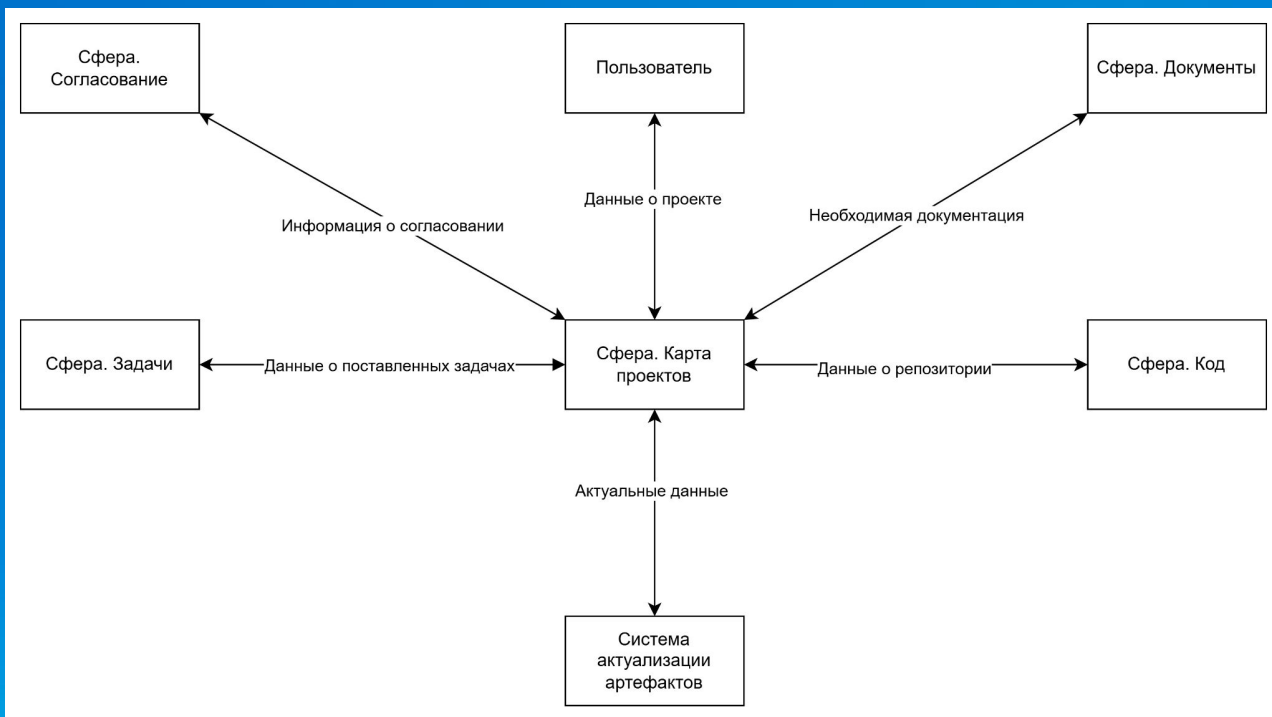 Сфера.
Согласование
Пользователь
Сфера. Документы
Данные о проекте
Информация о согласовании
Необходимая документация
Сфера. Задачи
Данные о поставленных задачах
Сфера. Карта
проектов
Данные о репозитории
Сфера. Код
Актуальные данные
Система
актуализации
артефактов